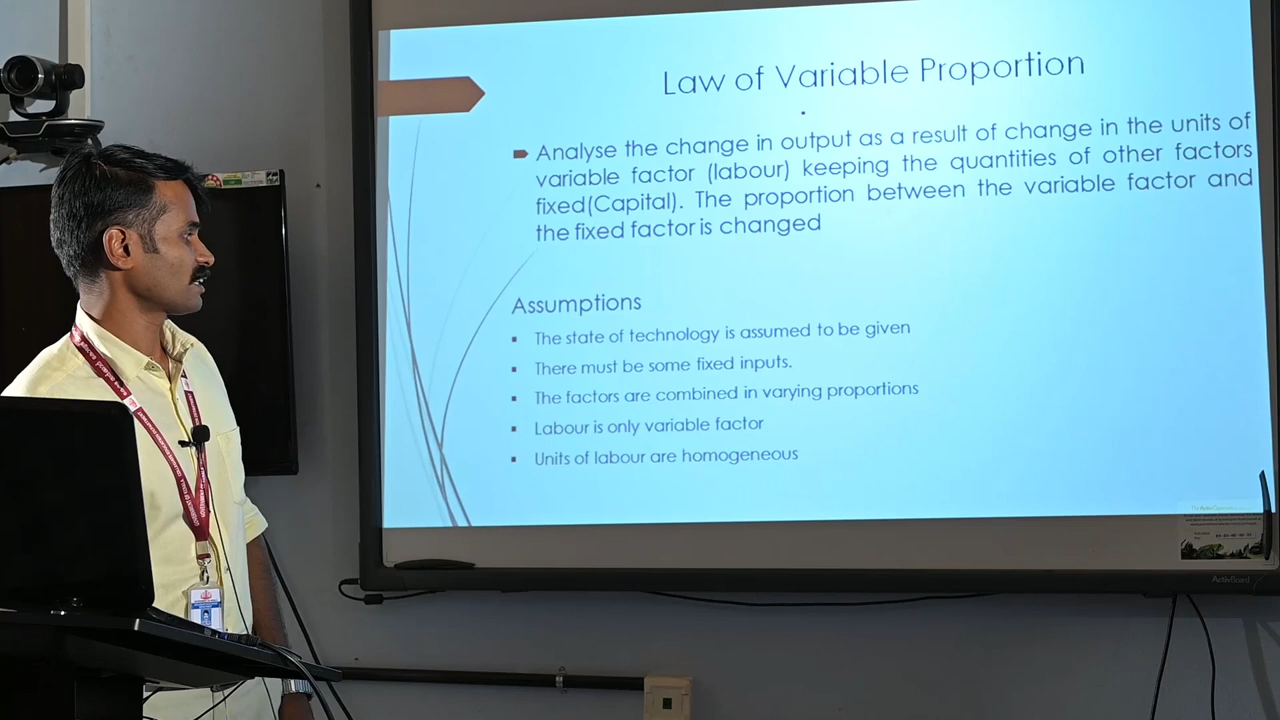 Law of Variable Proportion
Analyse the change in output as a result of change in the units of
variable factor (labour) keeping the quantities of other factors
fixed(Capital). The proportion between the variable factor and
the fixed factor is changed
Assumptions
The state of technology is assumed to be given
There must be some fixed inputs.
The factors are combined in varying proportions
Labour is only variable factor
Units of labour are homogeneous
ActivBoard